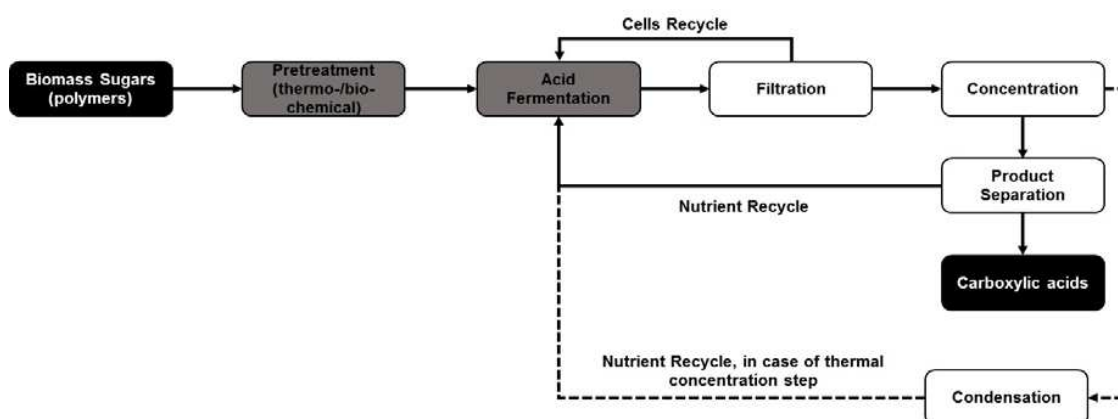 Cells Recycle
Biomass Sugars
(polymers)
Pretreatment
(thermo-/bio-
chemical)
Acid
Fermentation
Filtration
Concentration
Product
Separation
Nutrient Recycle
Carboxylic acids
Nutrient Recycle, in case of thermal
concentration step
Condensation